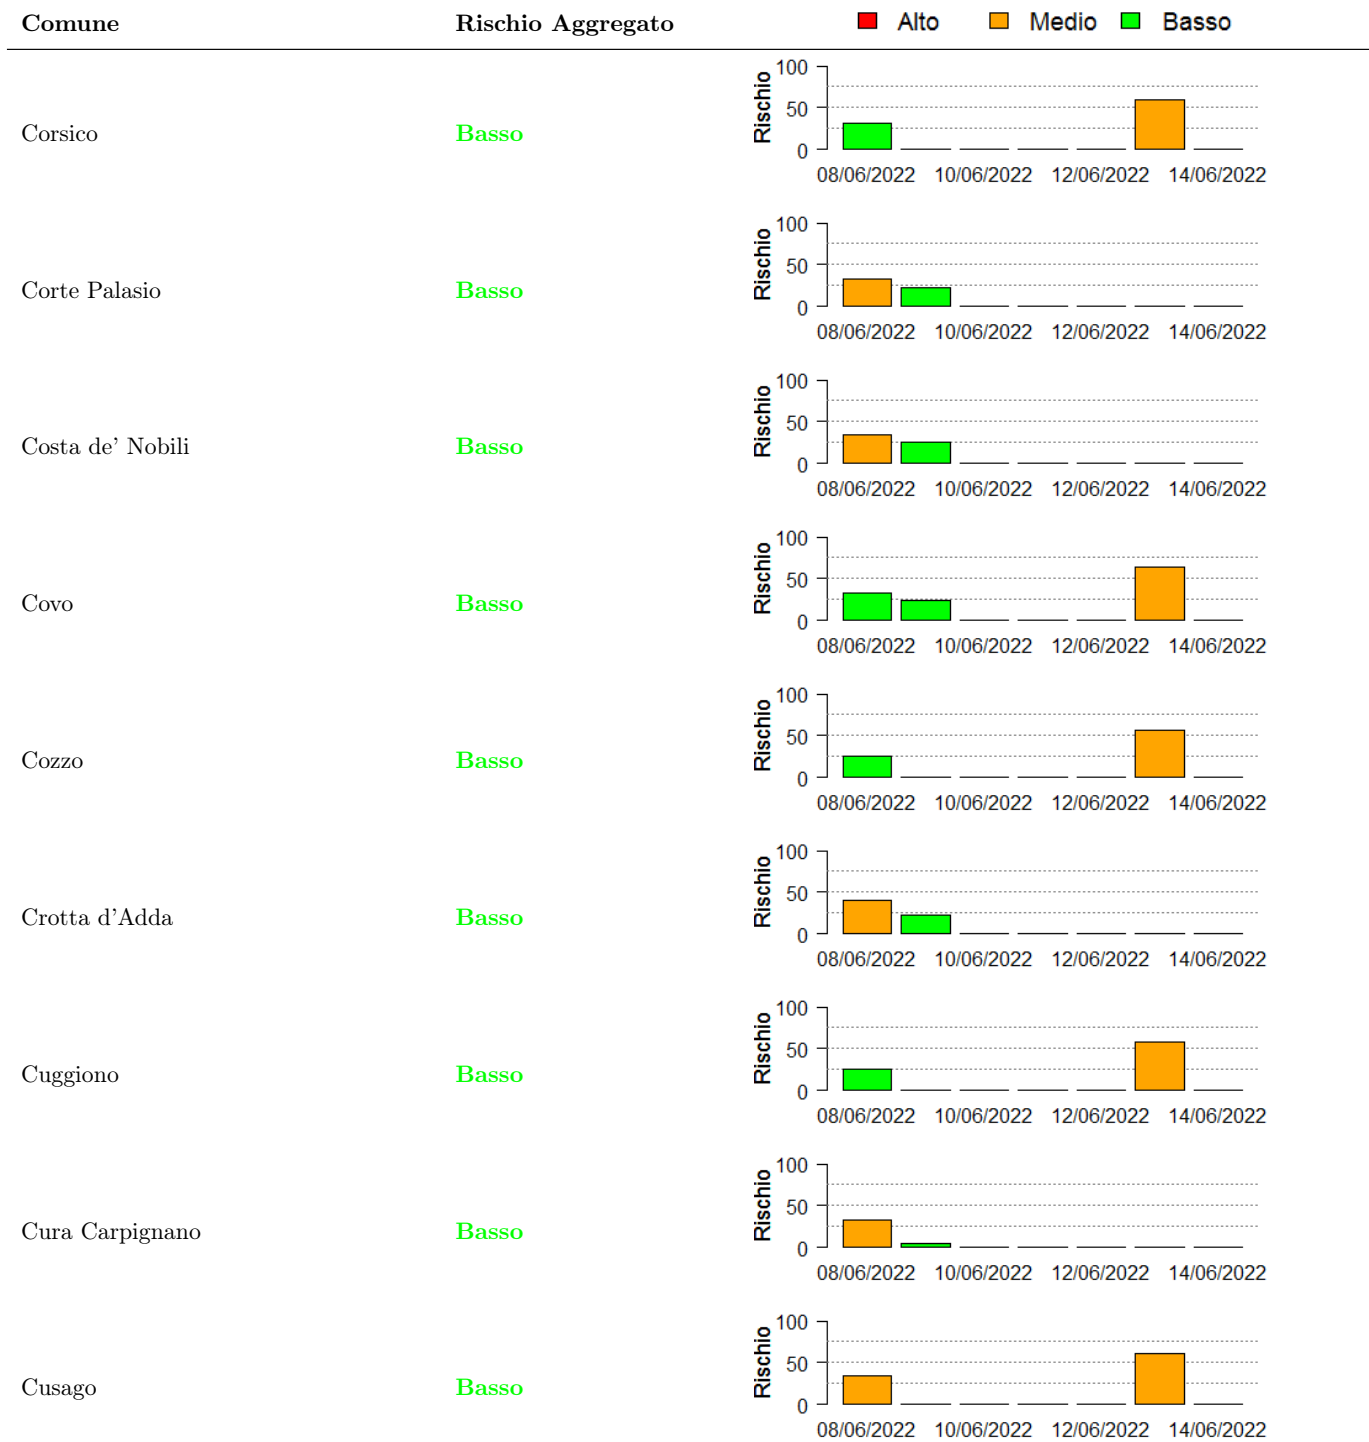 Comune Rischio Aggregato Alto Medio Basso
100
50
0
Rischio
Corsico Basso
08/06/2022 10/06/2022 12/06/2022 14/06/2022
100
50
0
Rischio
Corte Palasio Basso
08/06/2022 10/06/2022 12/06/2022 14/06/2022
100
50
0
Rischio
Costa de' Nobili Basso
08/06/2022 10/06/2022 12/06/2022 14/06/2022
100
50
0
Rischio
Covo Basso
08/06/2022 10/06/2022 12/06/2022 14/06/2022
100
50
0
Rischio
Cozzo Basso
08/06/2022 10/06/2022 12/06/2022 14/06/2022
100
50
0
Rischio
Crotta d'Adda Basso
08/06/2022 10/06/2022 12/06/2022 14/06/2022
100
50
0
Rischio
Cuggiono Basso
08/06/2022 10/06/2022 12/06/2022 14/06/2022
100
50
0
Rischio
Cura Carpignano Basso
08/06/2022 10/06/2022 12/06/2022 14/06/2022
100
50
0
Rischio
Cusago Basso
08/06/2022 10/06/2022 12/06/2022 14/06/2022